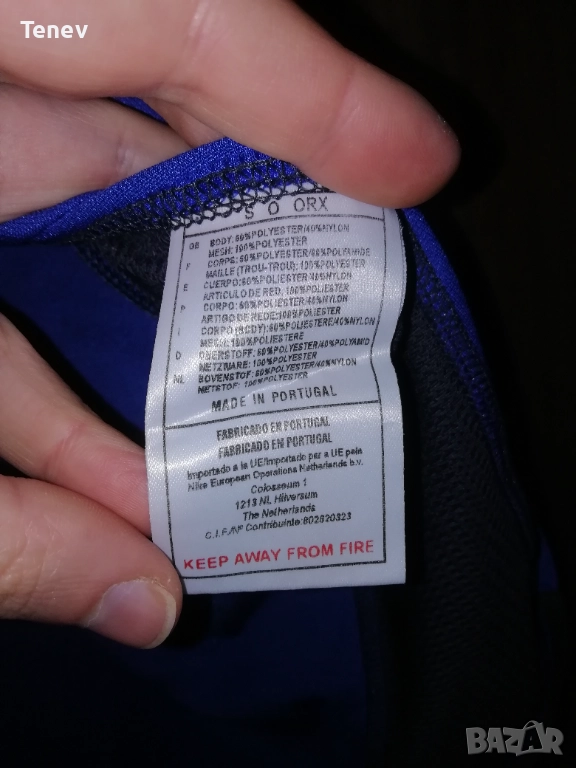 Tenev
S O ORX
GB BODY: 60%POLYESTER/40%NYLON
MESH: 100%POLYESTER
F CORPS: 60%POLYESTER/40%POLYAMIDE
MAILLE (TROU-TROU): 100%POLYESTER
E CUERPO: 60%POLIESTER/40%NYLON
ARTICULO DE RED, 100%POLIESTER
P CORPO: 60%POLIESTER/40%NYLON
ARTIGO DE REDE: 100%POLIESTER
I CORPO (BODY): 60%POLIESTERE/40%NYLON
MESH: 100%POLIESTERE
D OBERSTOFF: 60%POLYESTER/40%POLYAMID
NETZWARE: 100%POLYESTER
NL BOVENSTOF: 60%POLYESTER/40%NYLON
NETSTOF: 100%POLYESTER
MADE IN PORTUGAL
FABRICADO EN PORTUGAL
FABRICADO EM PORTUGAL
Importado a la UE/Importado para a UE pela
Nike European Operations Netherlands b.v.
Colosseum 1
1213 NL Hilversum
The Netherlands
C.I.F./Nº Contribuinte:802620323
KEEP AWAY FROM FIRE
BAZAR